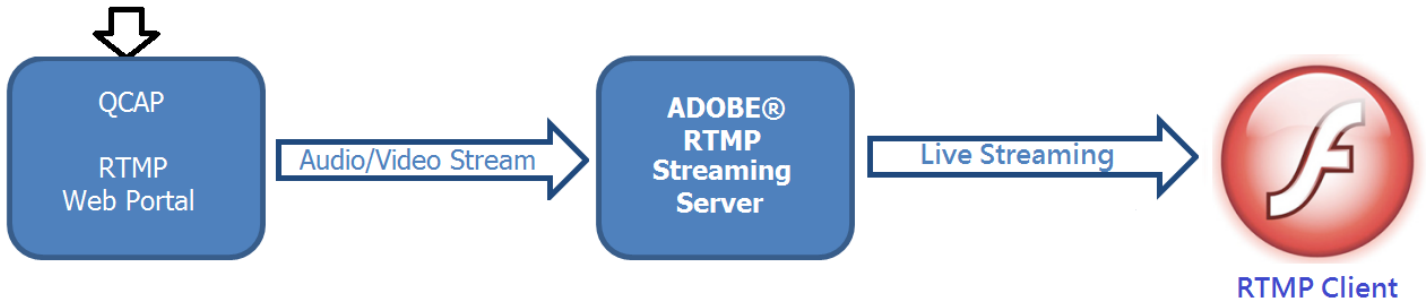 QCAP
RTMP
Web Portal
Audio/Video Stream
ADOBE®
RTMP
Streaming
Server
Live Streaming
RTMP Client